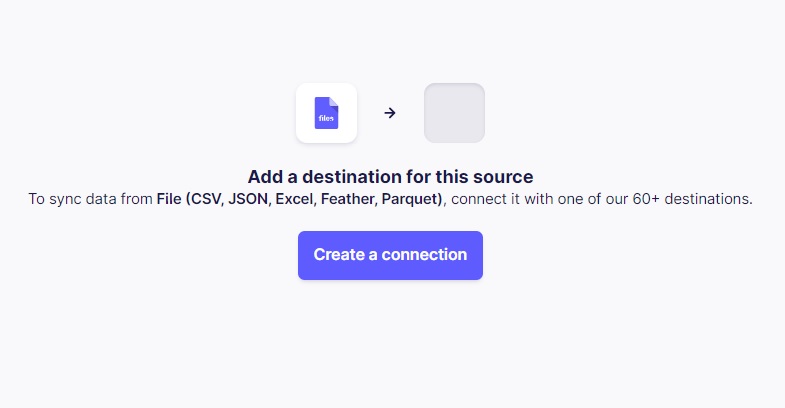 files
Add a destination for this source
To sync data from File (CSV, JSON, Excel, Feather, Parquet), connect it with one of our 60+ destinations.
Create a connection